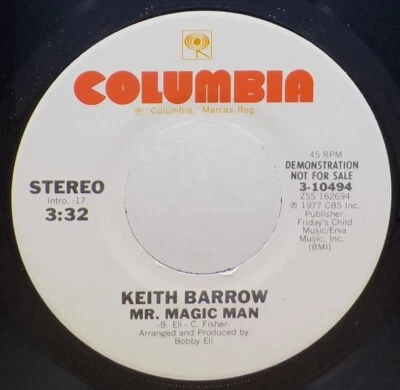 COLUMBIA
® "Columbia," Marcas Reg.
STEREO
Intro. :17
3:32
45 RPM
DEMONSTRATION
NOT FOR SALE
3-10494
ZSS 162694
℗ 1977 CBS Inc.
Publisher:
Friday's Child
Music/Erva
Music, Inc.
(BMI)
KEITH BARROW
MR. MAGIC MAN
-B. Eli - C. Fisher-
Arranged and Produced by
Bobby Eli